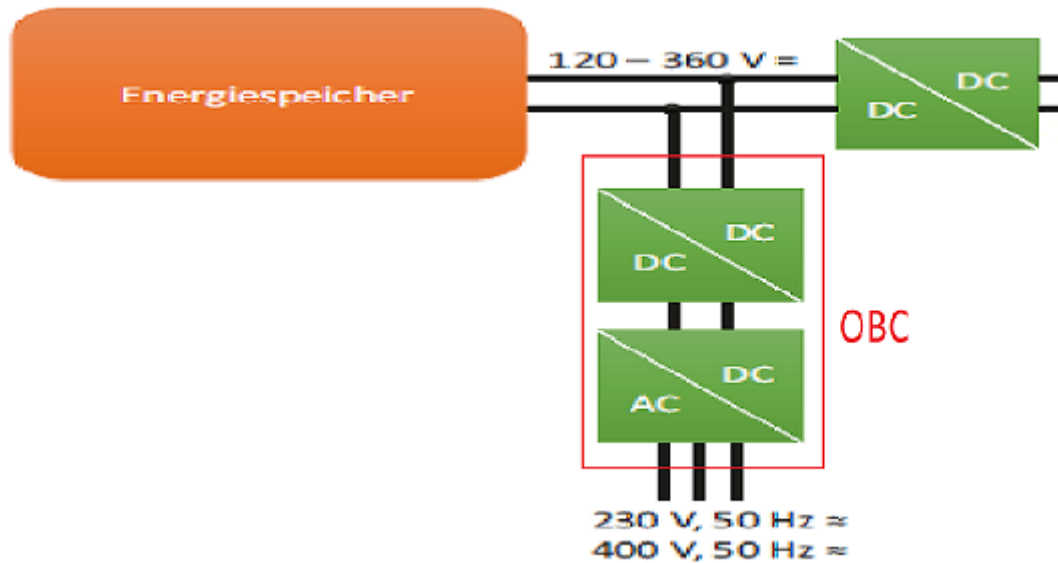 120 – 360 V =
Energiespeicher
DC
DC
DC
DC
OBC
DC
AC
230 V, 50 Hz ≈
400 V, 50 Hz ≈